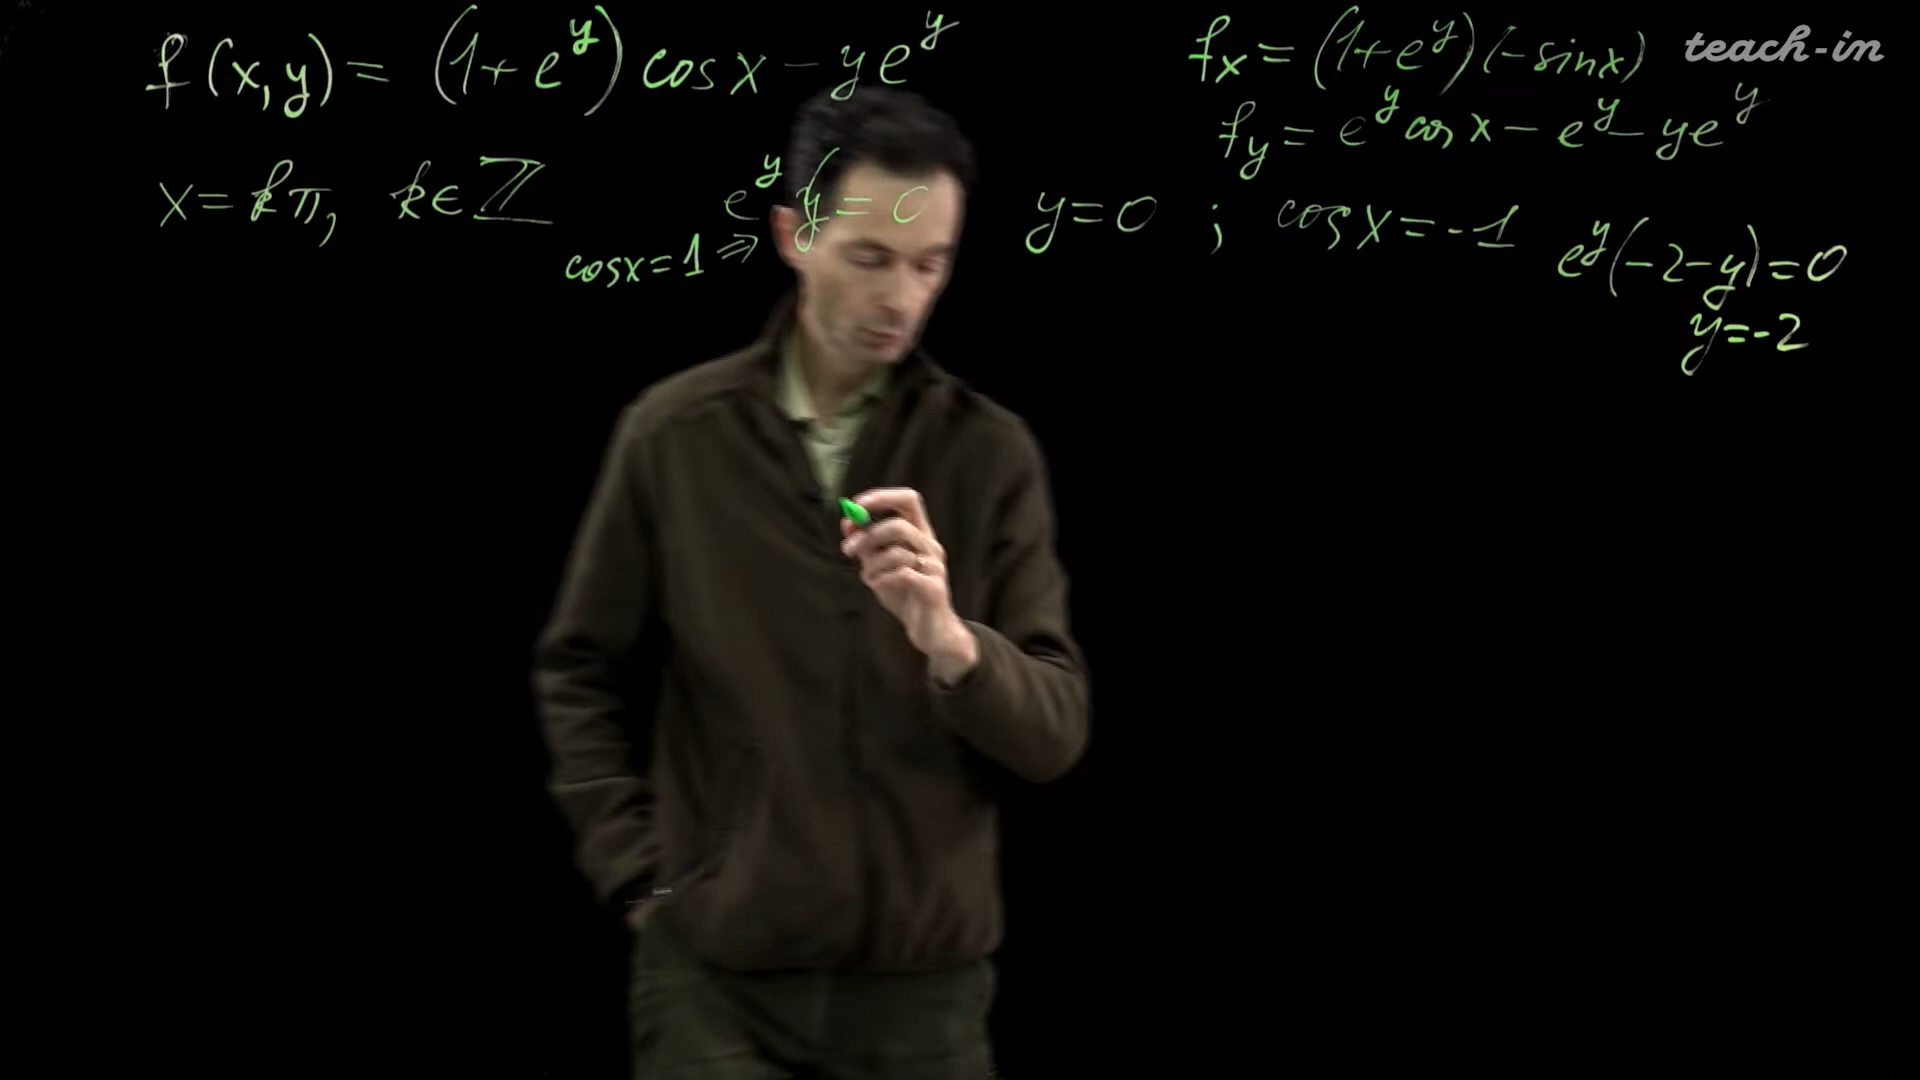 f(x,y) = (1+e^y) cos x − ye^y
f_x = (1+e^y)(−sin x)
teach-in
f_y = e^y cos x − e^y − ye^y
x = kπ, k ∈ ℤ
e^y y = 0
y = 0 ; cos x = −1
e^y(−2−y) = 0
cos x = 1 ⇒
y = −2